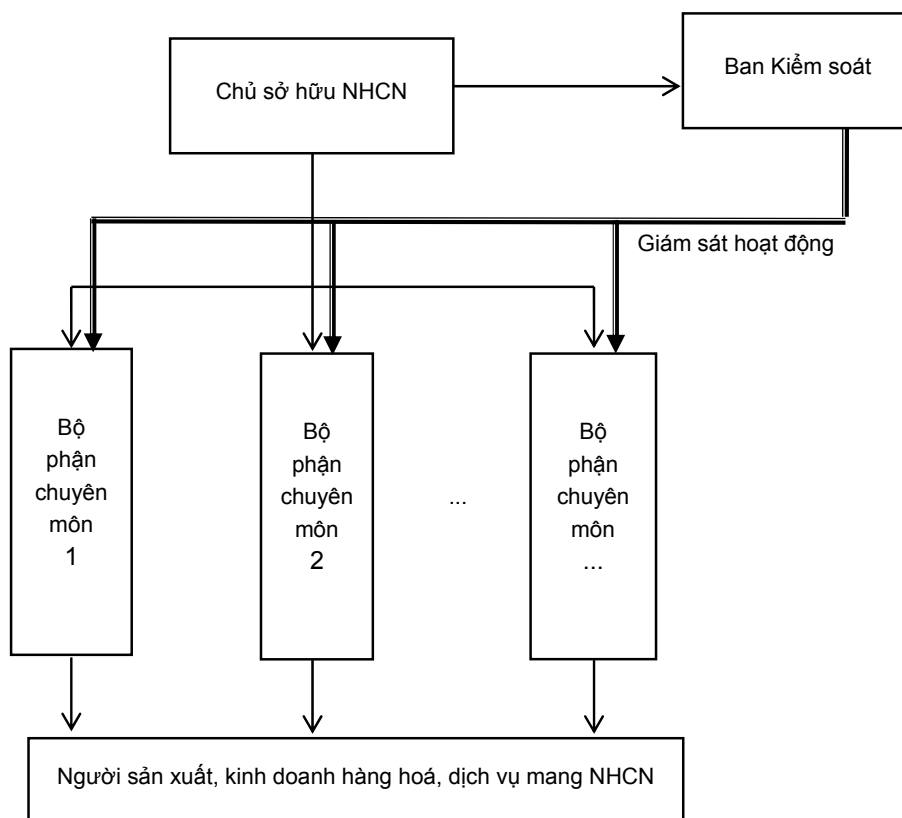 Chủ sở hữu NHCN
Ban Kiểm soát
Giám sát hoạt động
Bộ
phận
chuyên
môn
1
Bộ
phận
chuyên
môn
2
...
Bộ
phận
chuyên
môn
...
Người sản xuất, kinh doanh hàng hoá, dịch vụ mang NHCN